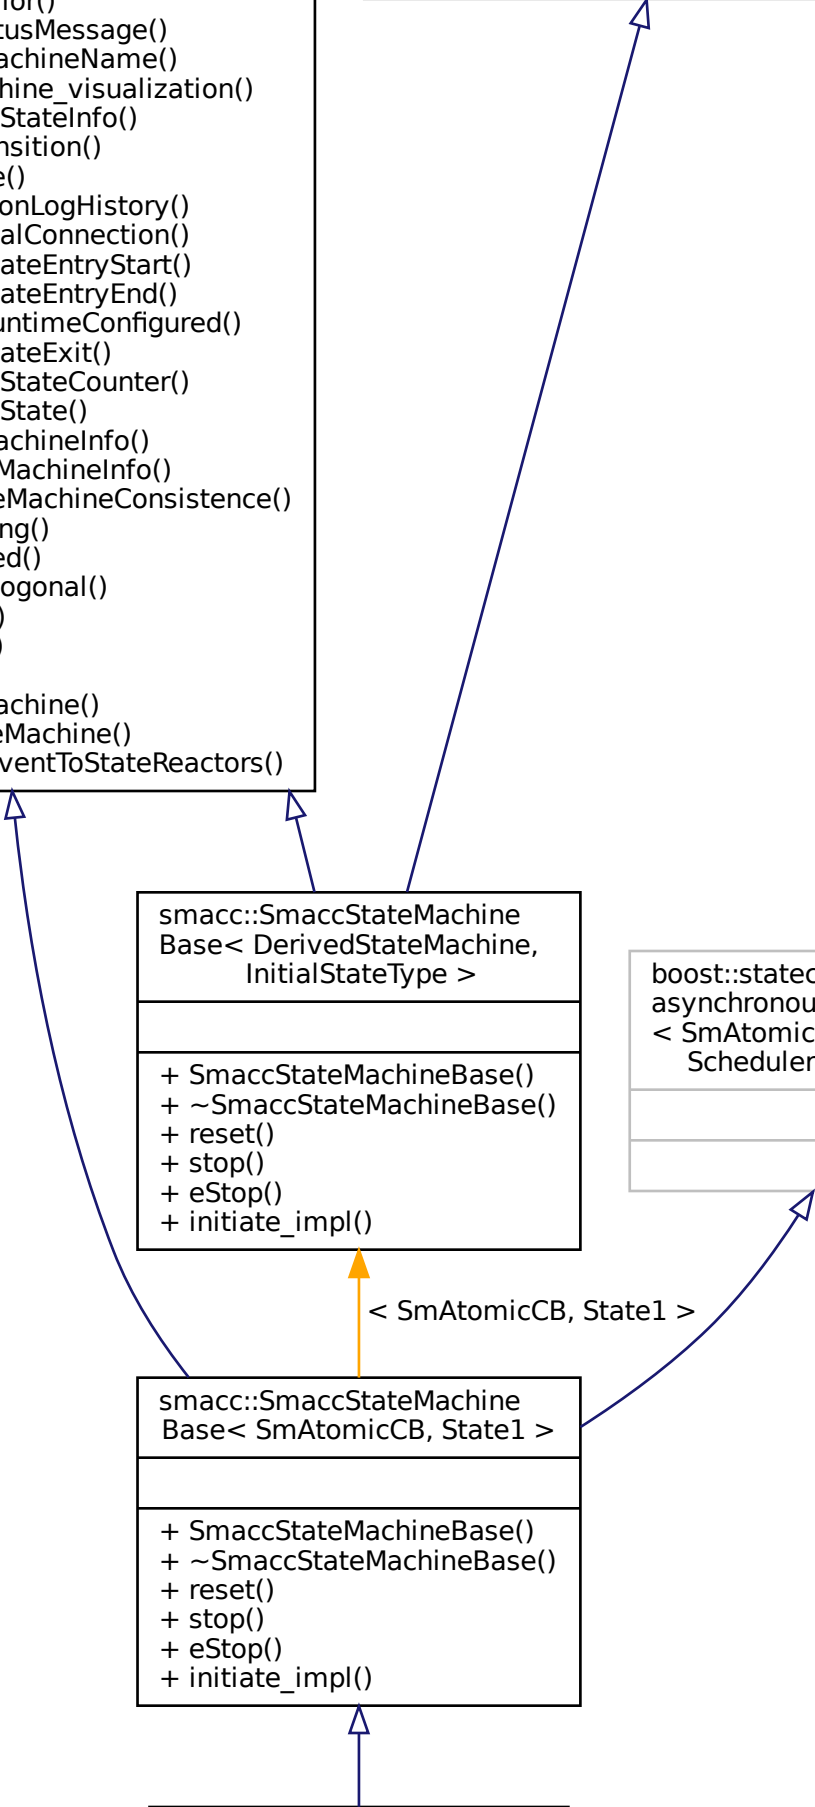 tusMessage()
achineName()
hine_visualization()
StateInfo()
nsition()
e()
onLogHistory()
alConnection()
ateEntryStart()
ateEntryEnd()
untimeConfigured()
ateExit()
StateCounter()
State()
achineInfo()
MachineInfo()
eMachineConsistence()
ng()
ed()
ogonal()
)
)
achine()
eMachine()
ventToStateReactors()
smacc::SmaccStateMachine
Base< DerivedStateMachine,
InitialStateType >
+ SmaccStateMachineBase()
+ ~SmaccStateMachineBase()
+ reset()
+ stop()
+ eStop()
+ initiate_impl()
boost::statec
asynchronou
< SmAtomic
Scheduler
< SmAtomicCB, State1 >
smacc::SmaccStateMachine
Base< SmAtomicCB, State1 >
+ SmaccStateMachineBase()
+ ~SmaccStateMachineBase()
+ reset()
+ stop()
+ eStop()
+ initiate_impl()